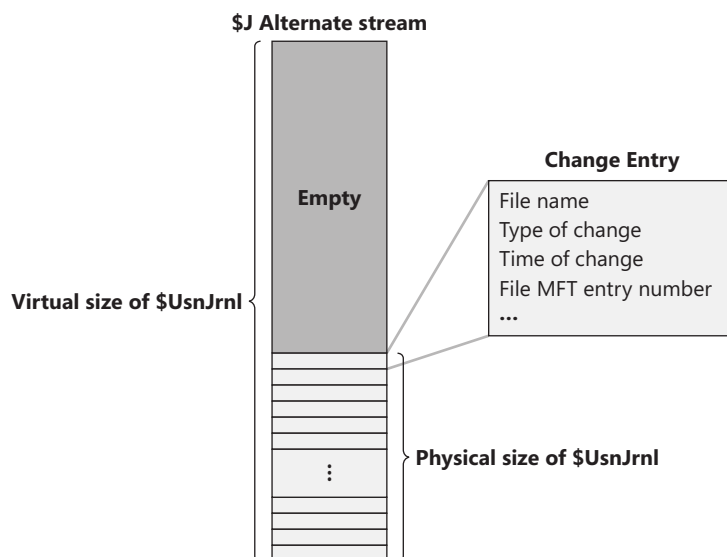 $J Alternate stream
Empty
Change Entry
File name
Type of change
Time of change
File MFT entry number
...
Virtual size of $UsnJrnl
Physical size of $UsnJrnl